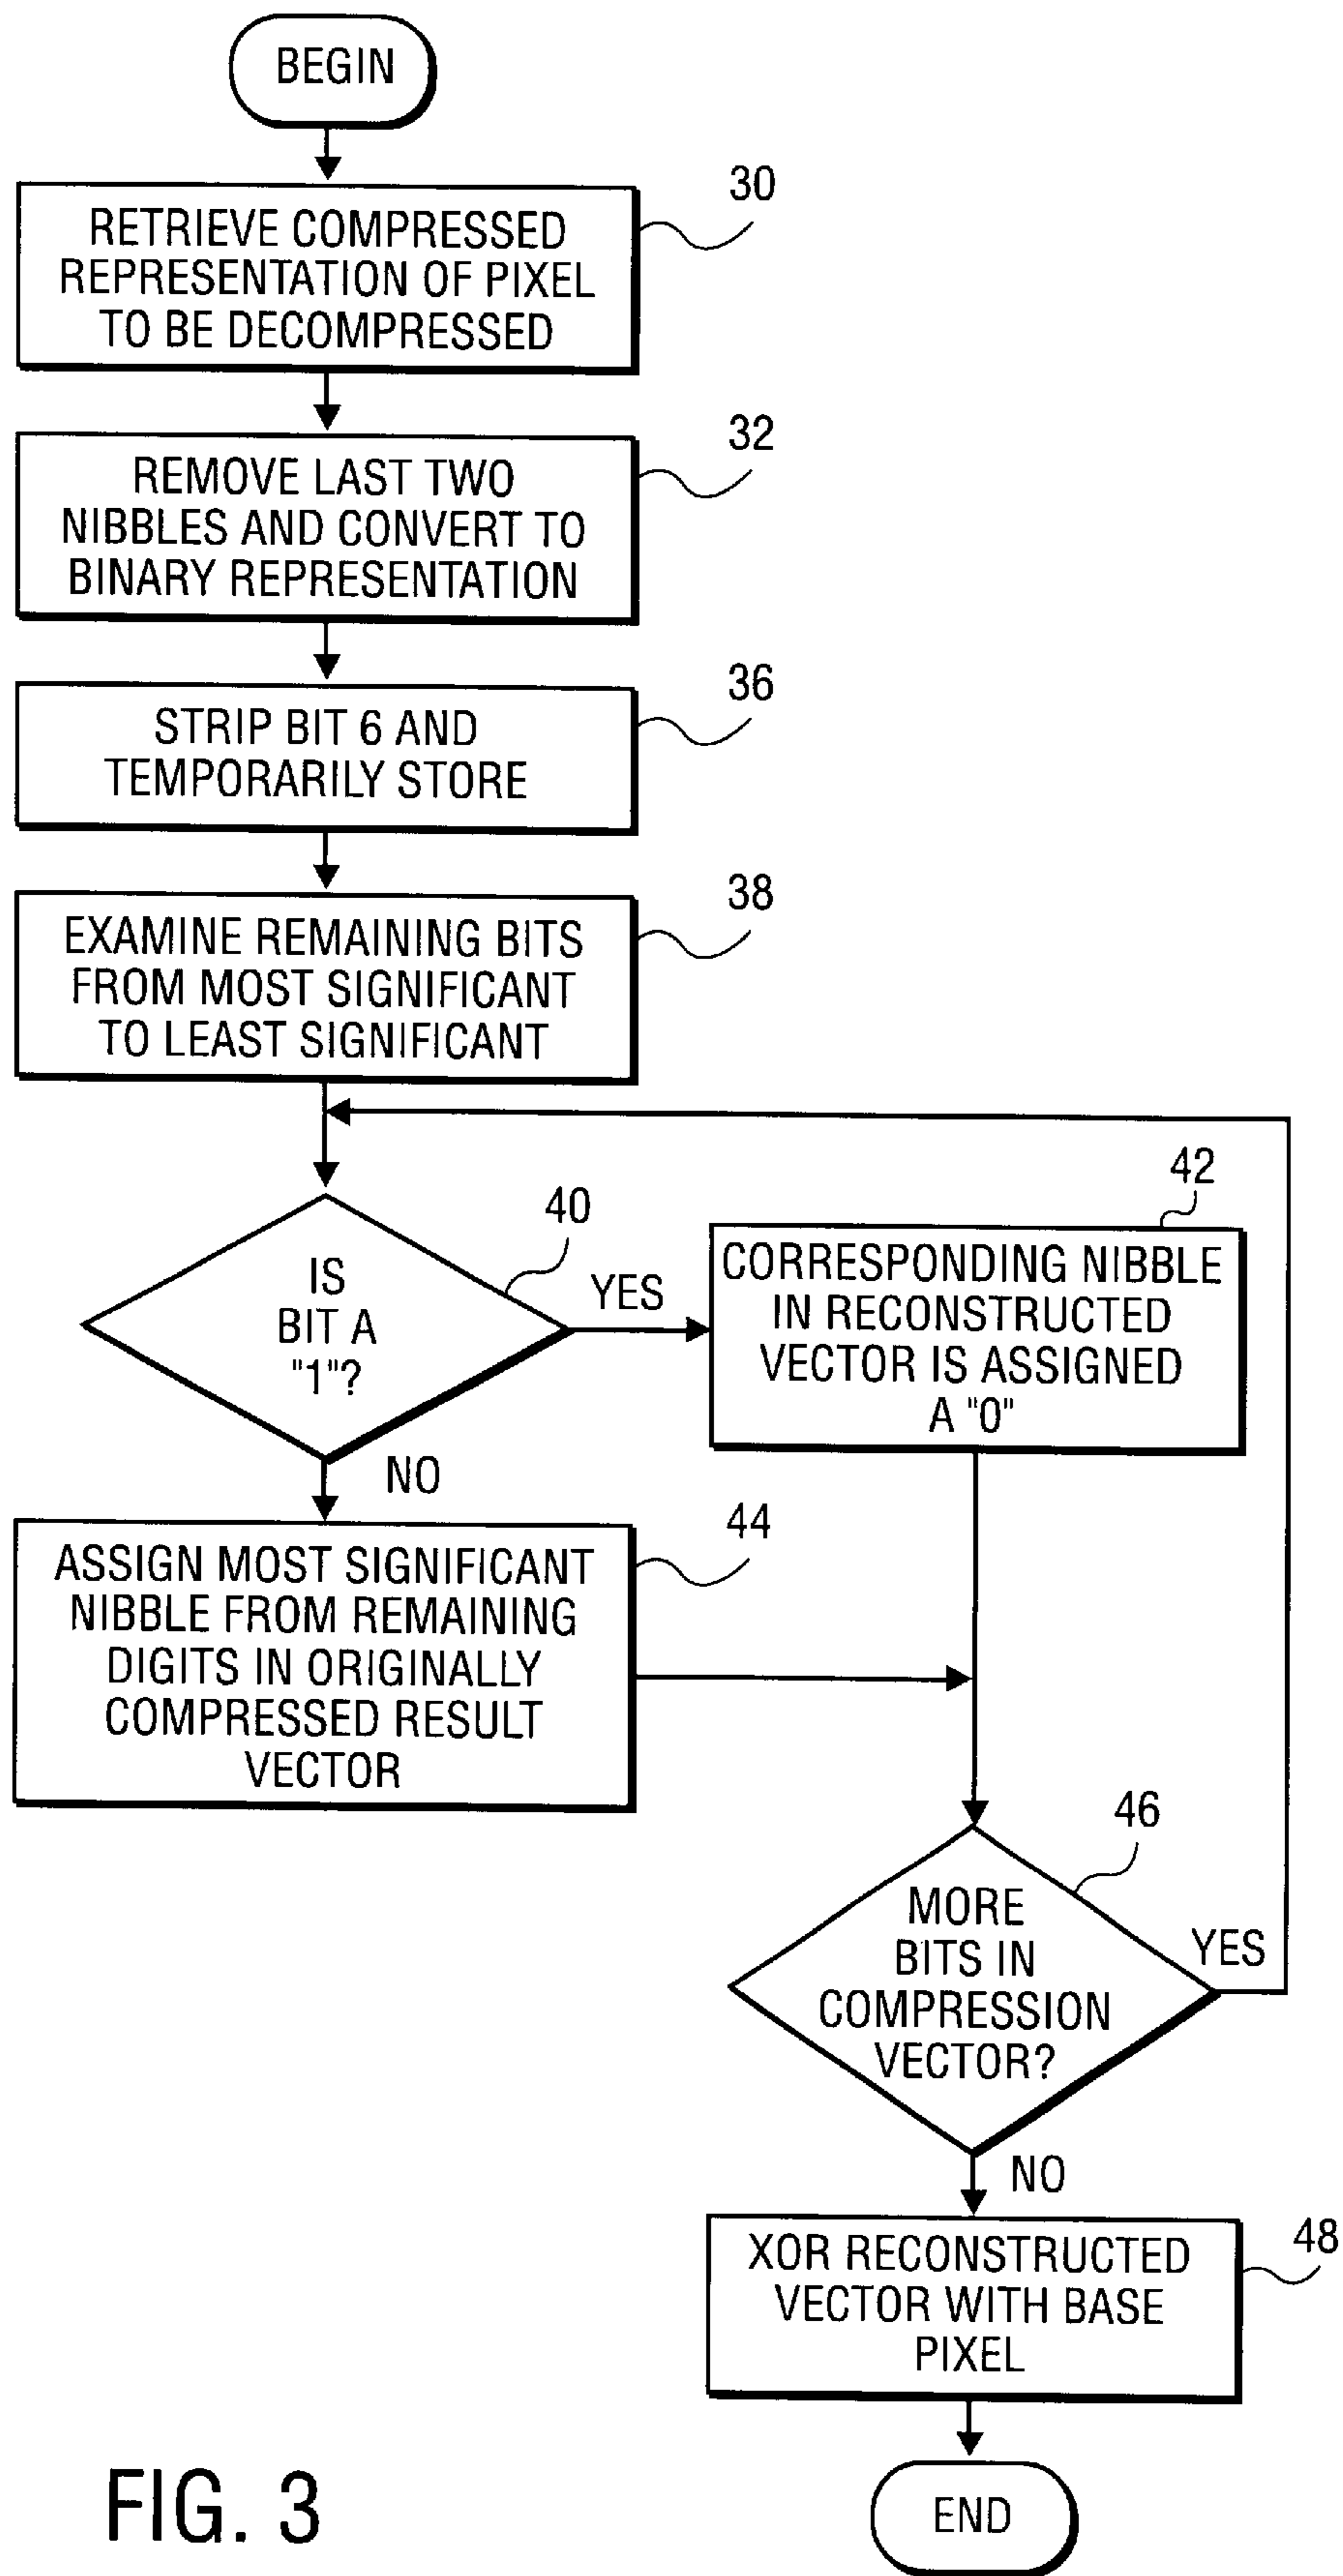 BEGIN
30
RETRIEVE COMPRESSED
REPRESENTATION OF PIXEL
TO BE DECOMPRESSED
32
REMOVE LAST TWO
NIBBLES AND CONVERT TO
BINARY REPRESENTATION
36
STRIP BIT 6 AND
TEMPORARILY STORE
38
EXAMINE REMAINING BITS
FROM MOST SIGNIFICANT
TO LEAST SIGNIFICANT
40
IS
BIT A
"1"?
YES
42
CORRESPONDING NIBBLE
IN RECONSTRUCTED
VECTOR IS ASSIGNED
A "0"
NO
44
ASSIGN MOST SIGNIFICANT
NIBBLE FROM REMAINING
DIGITS IN ORIGINALLY
COMPRESSED RESULT
VECTOR
46
MORE
BITS IN
COMPRESSION
VECTOR?
YES
NO
48
XOR RECONSTRUCTED
VECTOR WITH BASE
PIXEL
END
FIG. 3